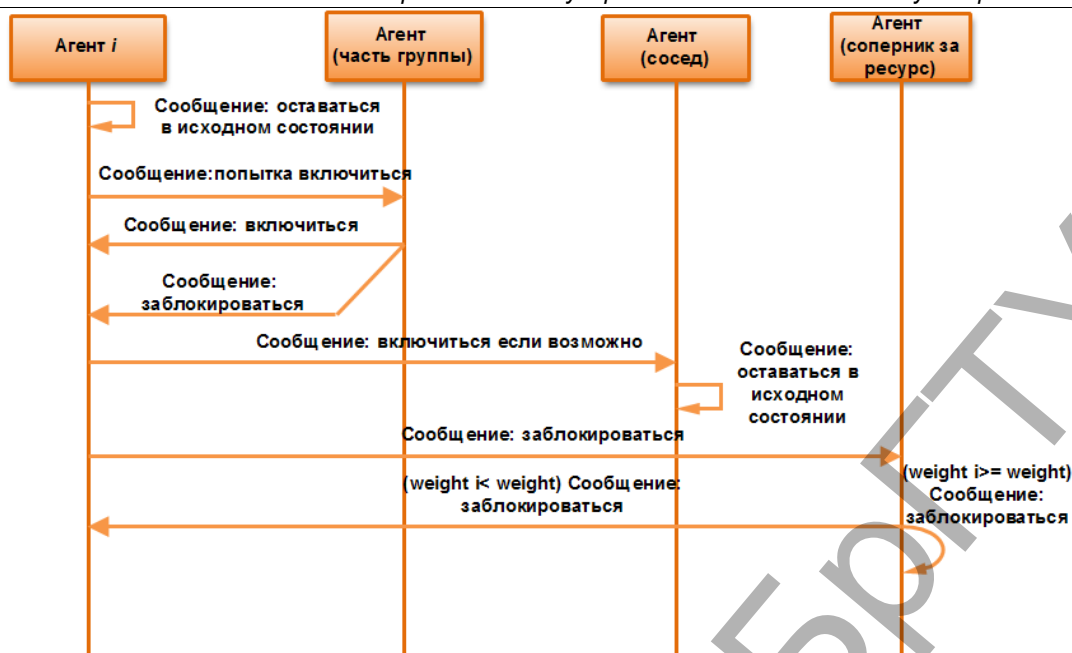 Агент i
Агент
(часть группы)
Агент
(сосед)
Агент
(соперник за
ресурс)
Сообщение: оставаться
в исходном состоянии
Сообщение:попытка включиться
Сообщение: включиться
Сообщение:
заблокироваться
Сообщение: включиться если возможно
Сообщение:
оставаться в
исходном
состоянии
Сообщение: заблокироваться
(weight i< weight) Сообщение:
заблокироваться
(weight i>= weight)
Сообщение:
заблокироваться
БрГТУ